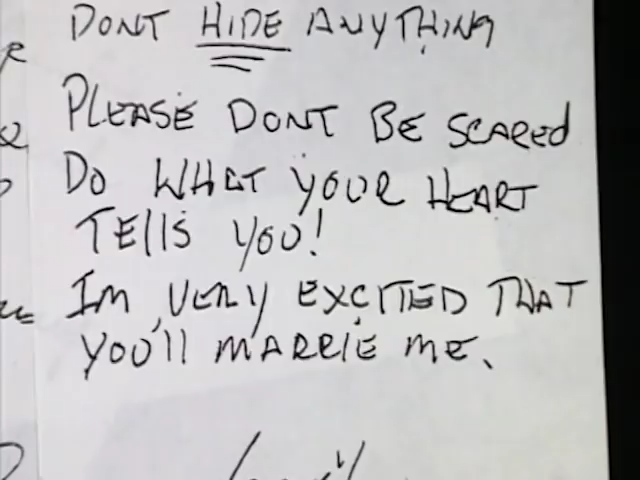 DONT HIDE ANYTHING
PLEASE DONT BE SCARED
DO WHAT YOUR HEART
TELLS YOU!
IM VERY EXCITED THAT
YOU'll MARRIE ME.